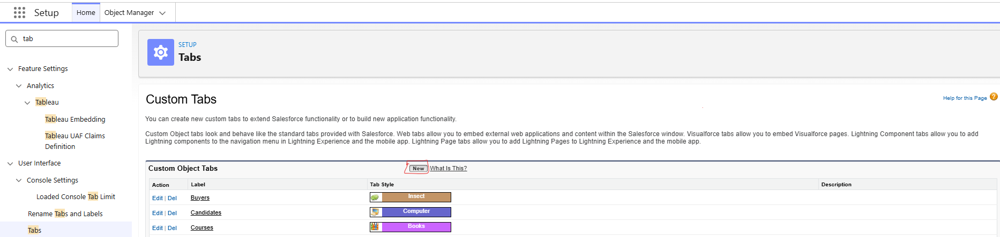 Setup Home Object Manager
tab
SETUP
Tabs
Feature Settings
Analytics
Tableau
Tableau Embedding
Tableau UAF Claims
Definition
User Interface
Console Settings
Loaded Console Tab Limit
Rename Tabs and Labels
Tabs
Custom Tabs
Help for this Page ?
You can create new custom tabs to extend Salesforce functionality or to build new application functionality.
Custom Object tabs look and behave like the standard tabs provided with Salesforce. Web tabs allow you to embed external web applications and content within the Salesforce window. Visualforce tabs allow you to embed Visualforce pages. Lightning Component tabs allow you to add
Lightning components to the navigation menu in Lightning Experience and the mobile app. Lightning Page tabs allow you to add Lightning Pages to Lightning Experience and the mobile app.
Custom Object Tabs New What Is This?
Action Label Tab Style Description
Edit | Del Buyers Insect
Edit | Del Candidates Computer
Edit | Del Courses Books